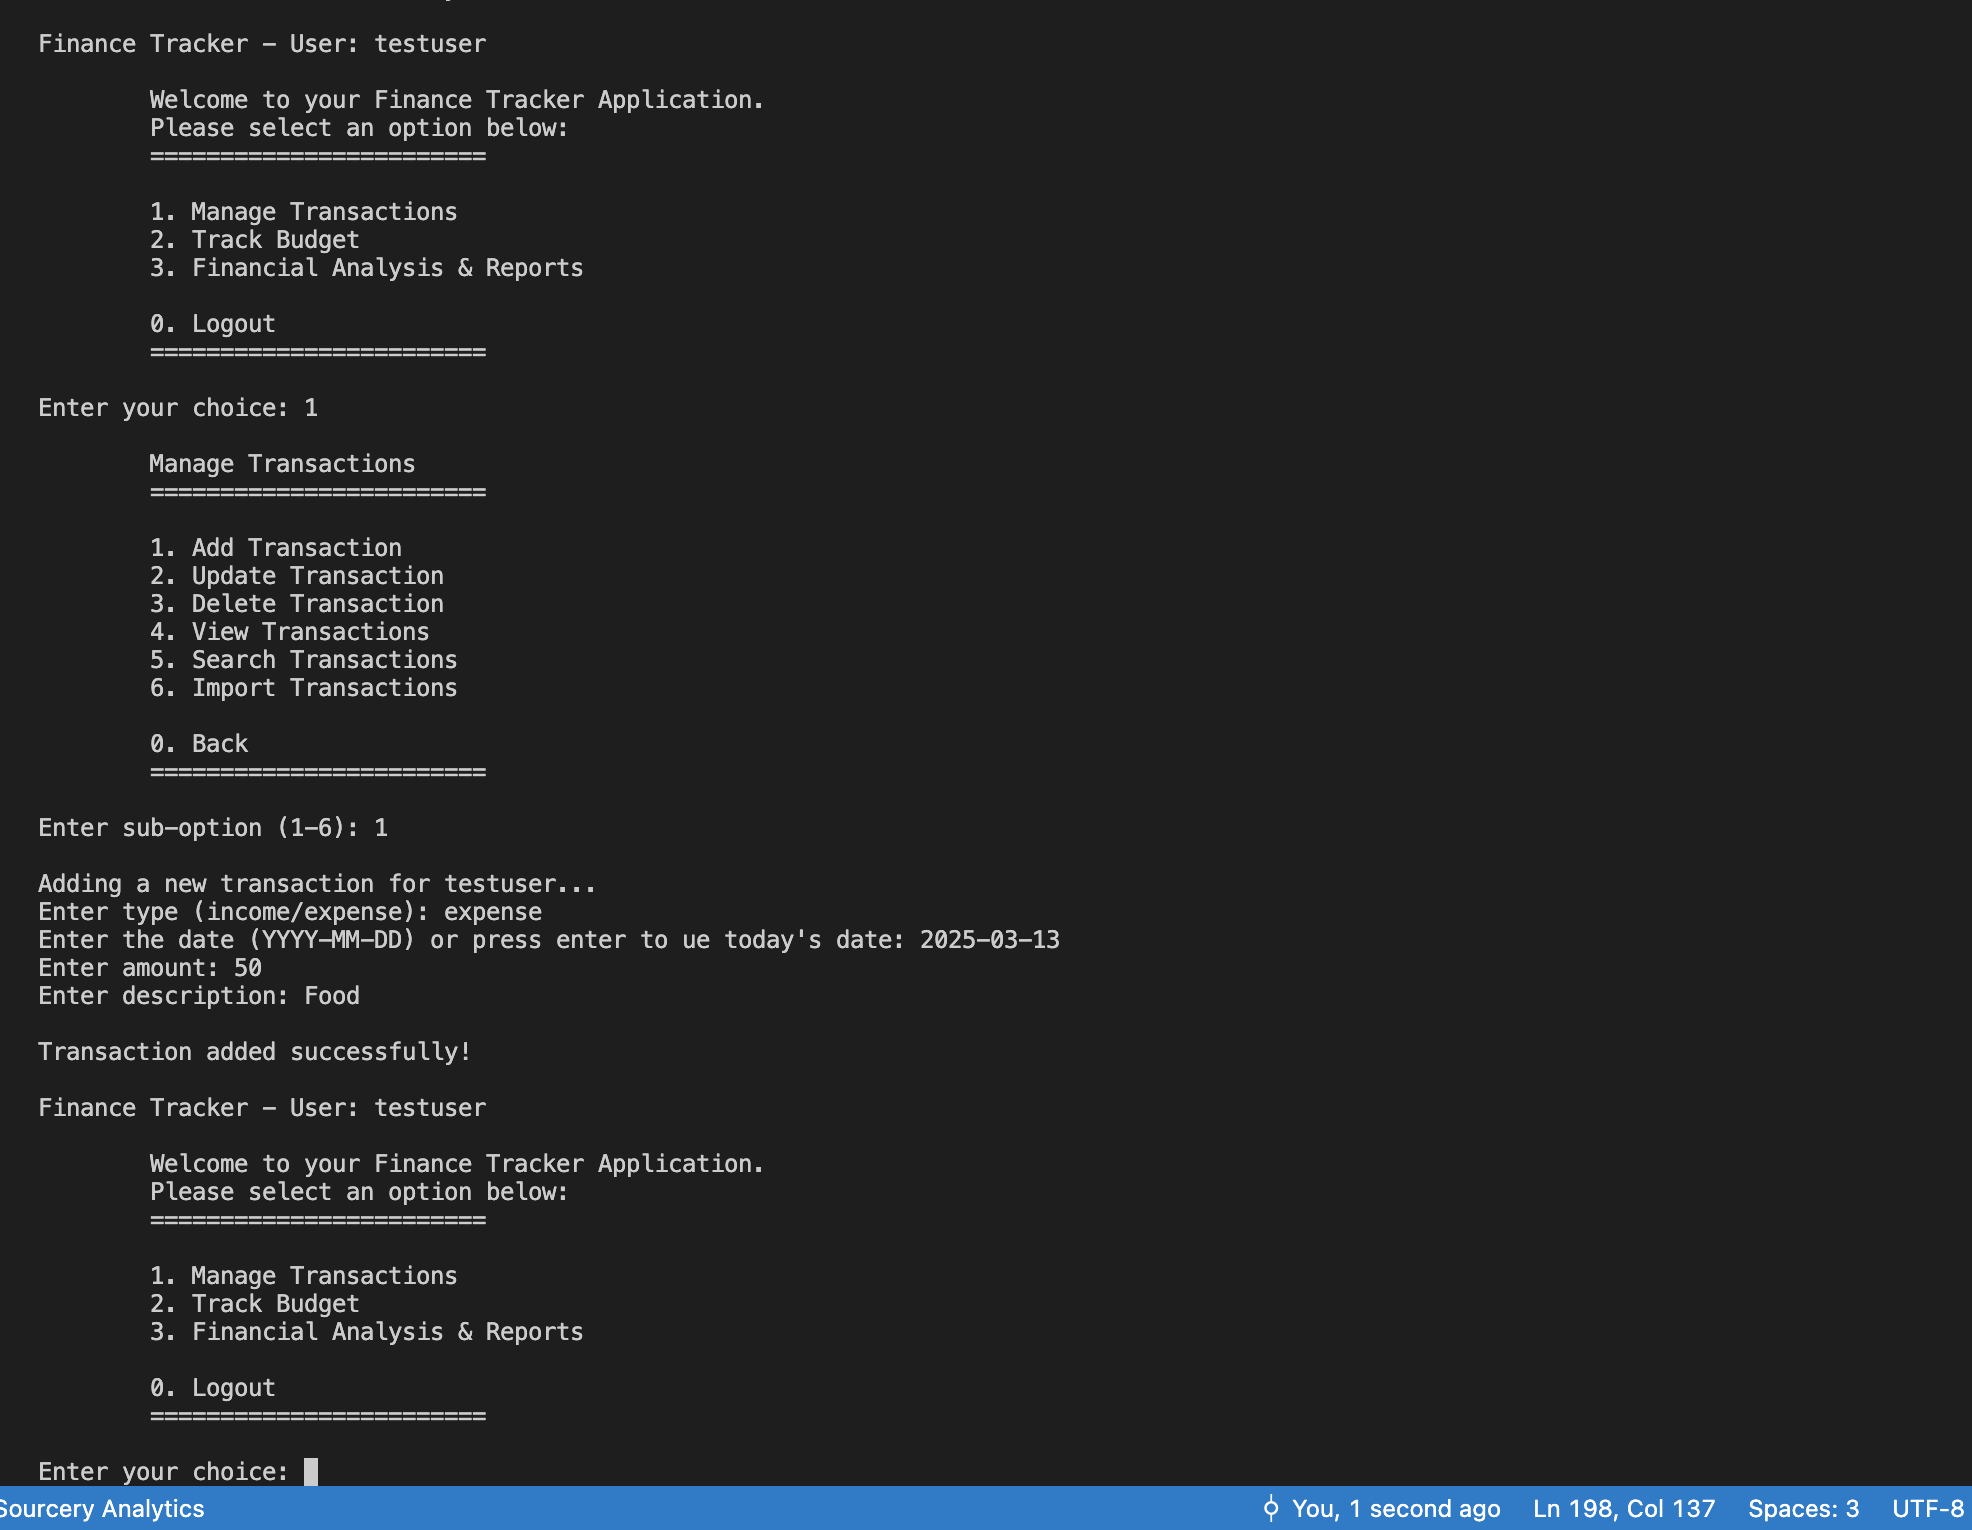 Finance Tracker - User: testuser
Welcome to your Finance Tracker Application.
Please select an option below:
========================
1. Manage Transactions
2. Track Budget
3. Financial Analysis & Reports
0. Logout
========================
Enter your choice: 1
Manage Transactions
========================
1. Add Transaction
2. Update Transaction
3. Delete Transaction
4. View Transactions
5. Search Transactions
6. Import Transactions
0. Back
========================
Enter sub-option (1-6): 1
Adding a new transaction for testuser...
Enter type (income/expense): expense
Enter the date (YYYY-MM-DD) or press enter to ue today's date: 2025-03-13
Enter amount: 50
Enter description: Food
Transaction added successfully!
Finance Tracker - User: testuser
Welcome to your Finance Tracker Application.
Please select an option below:
========================
1. Manage Transactions
2. Track Budget
3. Financial Analysis & Reports
0. Logout
========================
Enter your choice:
Sourcery Analytics You, 1 second ago Ln 198, Col 137 Spaces: 3 UTF-8